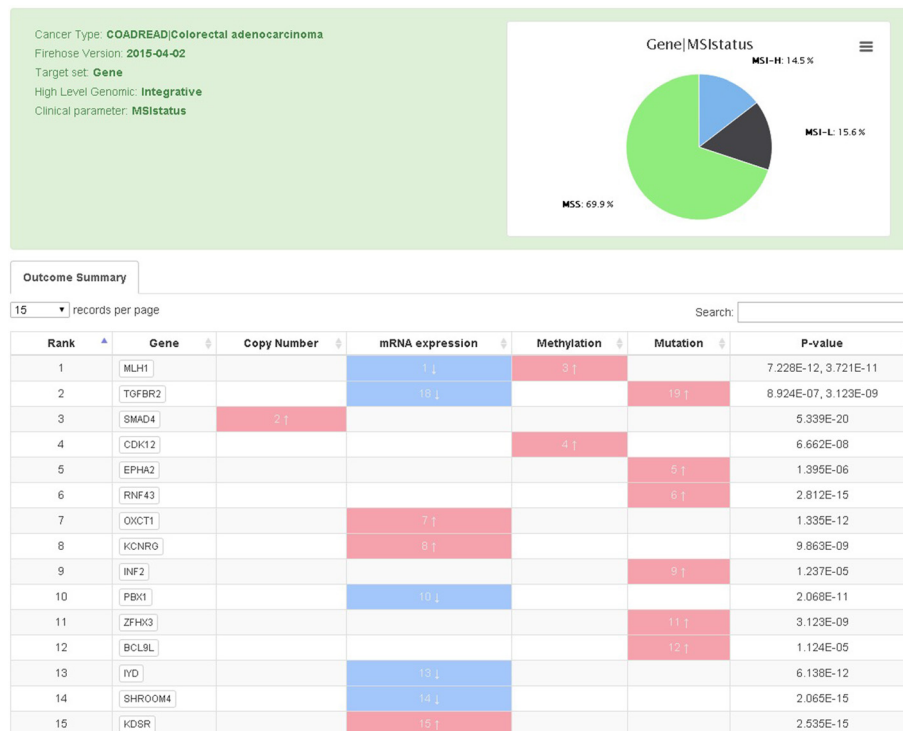 Cancer Type: COADREAD|Colorectal adenocarcinoma
Firehose Version: 2015-04-02
Target set: Gene
High Level Genomic: Integrative
Clinical parameter: MSIstatus
Gene|MSIstatus
MSI-H: 14.5 %
MSI-L: 15.6 %
MSS: 69.9 %
Outcome Summary
15 ▼ records per page
Search:
Rank Gene Copy Number mRNA expression Methylation Mutation P-value
1 MLH1 1 ↓ 3 ↑ 7.228E-12, 3.721E-11
2 TGFBR2 18 ↓ 19 ↑ 8.924E-07, 3.123E-09
3 SMAD4 2 ↑ 5.339E-20
4 CDK12 4 ↑ 6.662E-08
5 EPHA2 5 ↑ 1.395E-06
6 RNF43 6 ↑ 2.812E-15
7 OXCT1 7 ↑ 1.335E-12
8 KCNRG 8 ↑ 9.863E-09
9 INF2 9 ↑ 1.237E-05
10 PBX1 10 ↓ 2.068E-11
11 ZFHX3 11 ↑ 3.123E-09
12 BCL9L 12 ↑ 1.124E-05
13 IYD 13 ↓ 6.138E-12
14 SHROOM4 14 ↓ 2.065E-15
15 KDSR 15 ↑ 2.535E-15